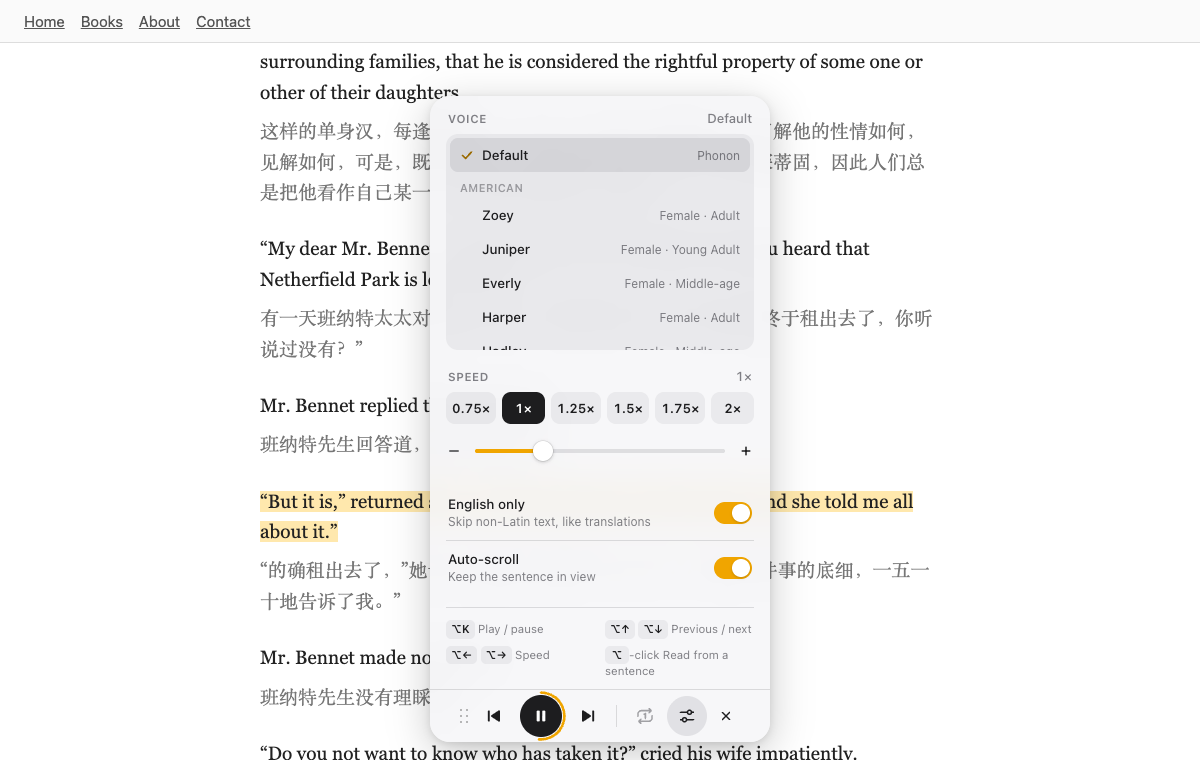 Home Books About Contact
surrounding families, that he is considered the rightful property of some one or
other of their daughters
这样的单身汉，每逢
解他的性情如何，
见解如何，可是，既
蒂固，因此人们总
是把他看作自己某一
“My dear Mr. Benne
u heard that
Netherfield Park is le
有一天班纳特太太对
终于租出去了，你听
说过没有？”
Mr. Bennet replied t
班纳特先生回答道，
“But it is,” returned
nd she told me all
about it.”
“的确租出去了，”她
件事的底细，一五一
十地告诉了我。”
Mr. Bennet made no
班纳特先生没有理睬
“Do you not want to know who has taken it?” cried his wife impatiently.
VOICE Default
Default Phonon
AMERICAN
Zoey Female · Adult
Juniper Female · Young Adult
Everly Female · Middle-age
Harper Female · Adult
Hadley Female · Middle-age
SPEED 1×
0.75× 1× 1.25× 1.5× 1.75× 2×
− +
English only
Skip non-Latin text, like translations
Auto-scroll
Keep the sentence in view
⌥K Play / pause ⌥↑ ⌥↓ Previous / next
⌥← ⌥→ Speed ⌥ -click Read from a
sentence
1